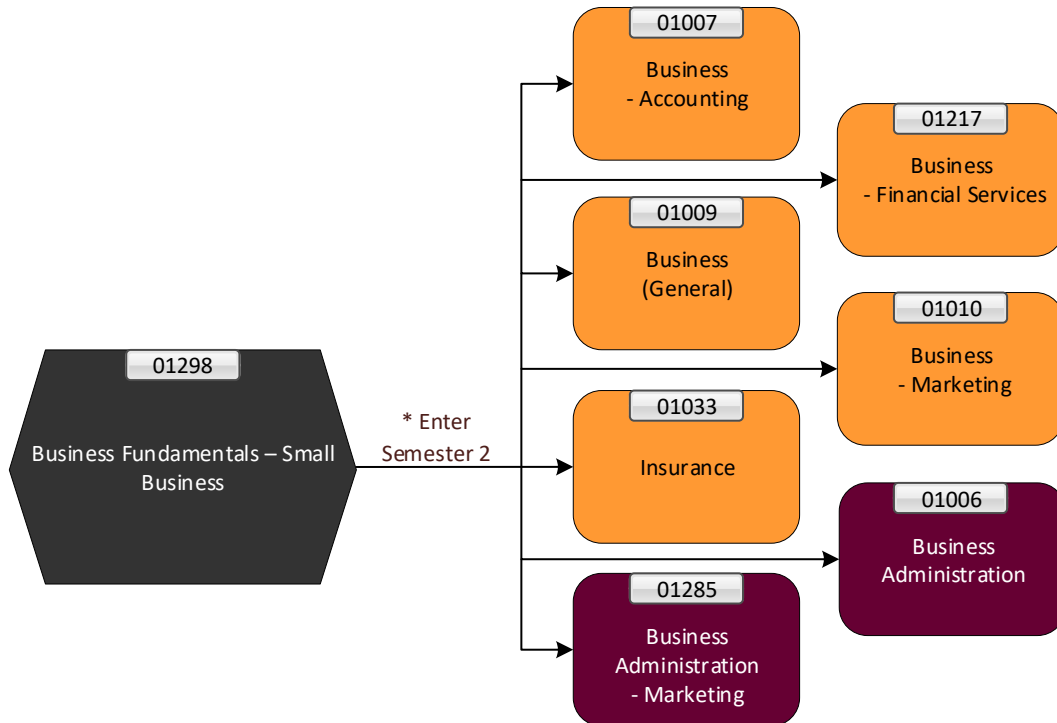 01007
Business
- Accounting
01217
Business
- Financial Services
01009
Business
(General)
01010
Business
- Marketing
01298
Business Fundamentals – Small
Business
* Enter
Semester 2
01033
Insurance
01006
Business
Administration
01285
Business
Administration
- Marketing